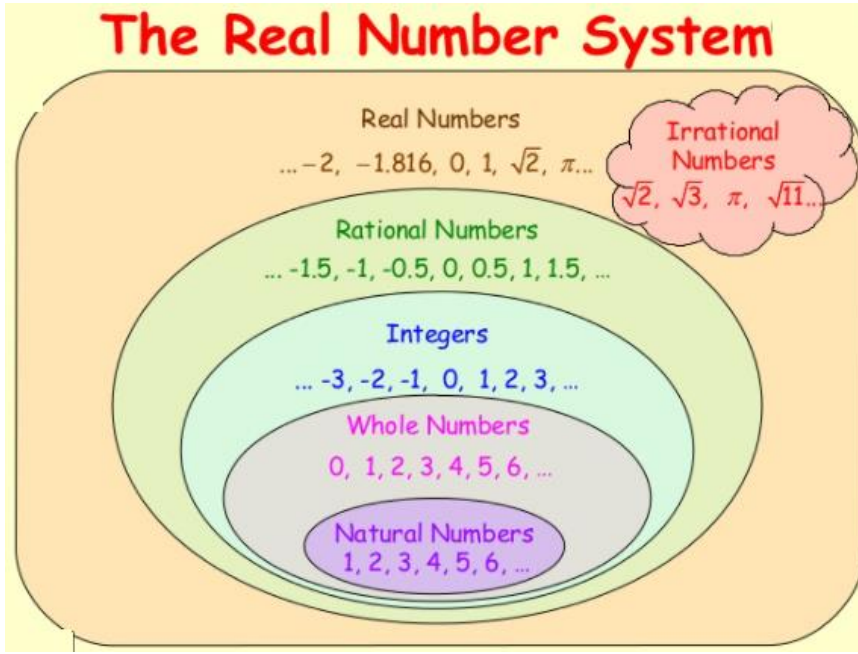 The Real Number System
Real Numbers
... −2, −1.816, 0, 1, √2, π...
Irrational
Numbers
√2, √3, π, √11...
Rational Numbers
... -1.5, -1, -0.5, 0, 0.5, 1, 1.5, ...
Integers
... -3, -2, -1, 0, 1, 2, 3, ...
Whole Numbers
0, 1, 2, 3, 4, 5, 6, ...
Natural Numbers
1, 2, 3, 4, 5, 6, ...